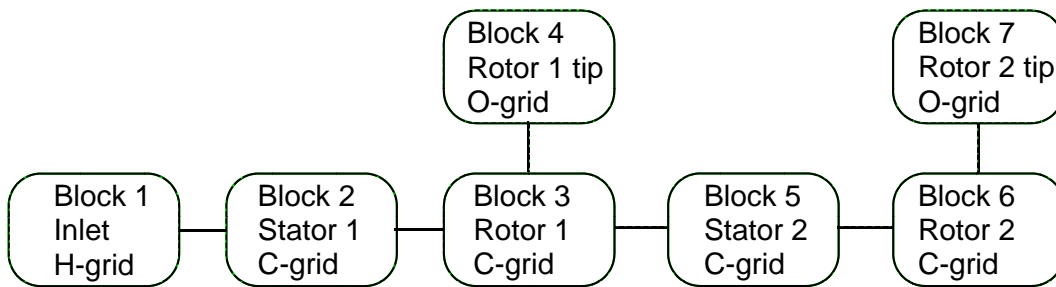 Block 4
Rotor 1 tip
O-grid
Block 7
Rotor 2 tip
O-grid
Block 1
Inlet
H-grid
Block 2
Stator 1
C-grid
Block 3
Rotor 1
C-grid
Block 5
Stator 2
C-grid
Block 6
Rotor 2
C-grid